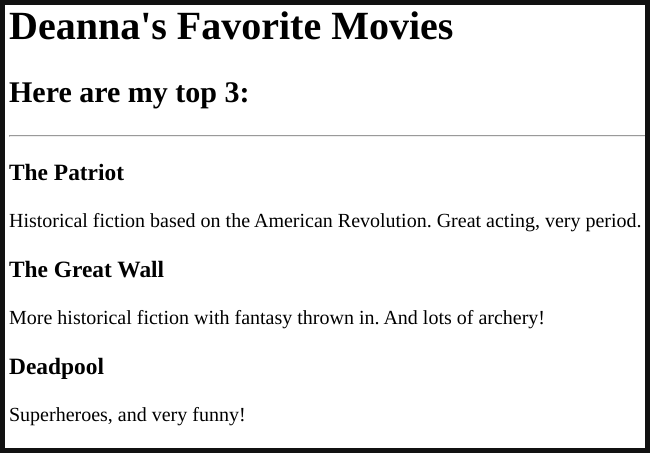 Deanna's Favorite Movies
Here are my top 3:
The Patriot
Historical fiction based on the American Revolution. Great acting, very period.
The Great Wall
More historical fiction with fantasy thrown in. And lots of archery!
Deadpool
Superheroes, and very funny!